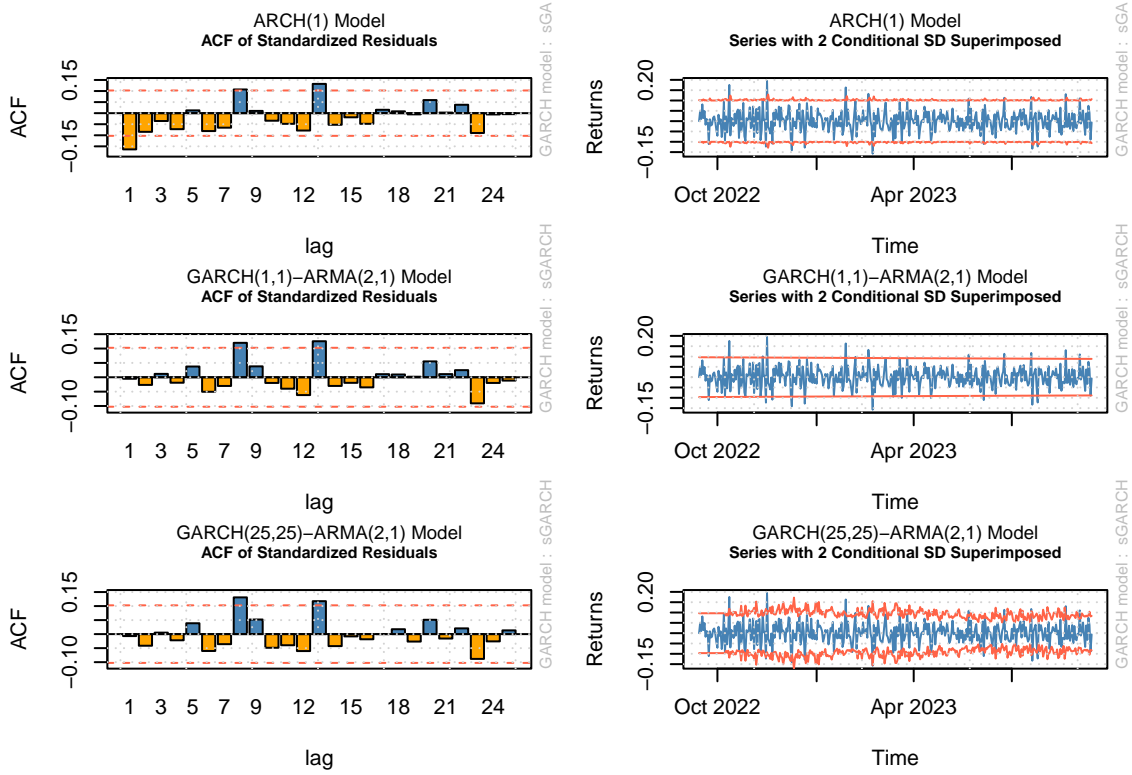 ARCH(1) Model
ACF of Standardized Residuals
ACF
0.15
−0.15
1 3 5 7 9 12 15 18 21 24
lag
GARCH model : sGA
ARCH(1) Model
Series with 2 Conditional SD Superimposed
Returns
0.20
−0.15
Oct 2022 Apr 2023
Time
GARCH model : sGA
GARCH(1,1)−ARMA(2,1) Model
ACF of Standardized Residuals
ACF
0.15
−0.10
1 3 5 7 9 12 15 18 21 24
lag
GARCH model : sGARCH
GARCH(1,1)−ARMA(2,1) Model
Series with 2 Conditional SD Superimposed
Returns
0.20
−0.15
Oct 2022 Apr 2023
Time
GARCH model : sGARCH
GARCH(25,25)−ARMA(2,1) Model
ACF of Standardized Residuals
ACF
0.15
−0.10
1 3 5 7 9 12 15 18 21 24
lag
GARCH model : sGARCH
GARCH(25,25)−ARMA(2,1) Model
Series with 2 Conditional SD Superimposed
Returns
0.20
−0.15
Oct 2022 Apr 2023
Time
GARCH model : sGARCH